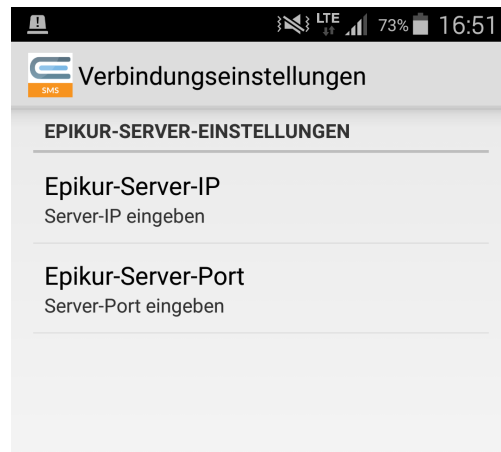 LTE 73% 16:51
SMS
Verbindungseinstellungen
EPIKUR-SERVER-EINSTELLUNGEN
Epikur-Server-IP
Server-IP eingeben
Epikur-Server-Port
Server-Port eingeben